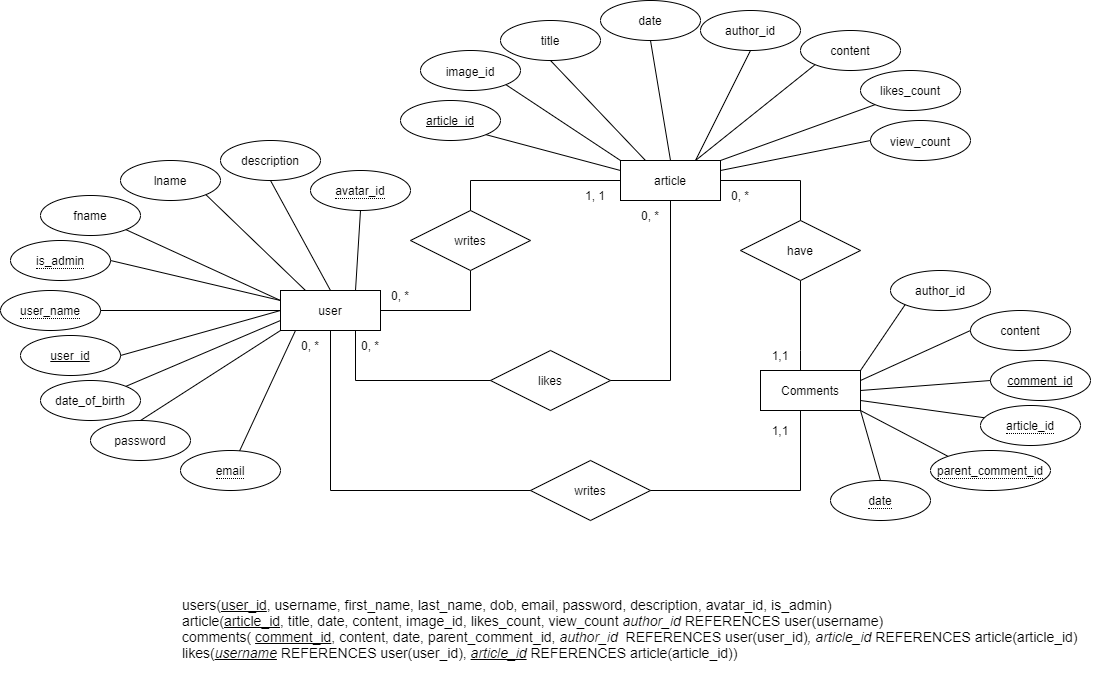 date
author_id
title
content
image_id
likes_count
article_id
view_count
description
lname
article
avatar_id
1, 1
0, *
0, *
fname
writes
have
is_admin
author_id
0, *
user_name
user
content
user_id
0, *
0, *
1,1
likes
comment_id
Comments
date_of_birth
article_id
password
1,1
email
parent_comment_id
writes
date
users(user_id, username, first_name, last_name, dob, email, password, description, avatar_id, is_admin)
article(article_id, title, date, content, image_id, likes_count, view_count author_id REFERENCES user(username)
comments( comment_id, content, date, parent_comment_id, author_id REFERENCES user(user_id), article_id REFERENCES article(article_id)
likes(username REFERENCES user(user_id), article_id REFERENCES article(article_id))